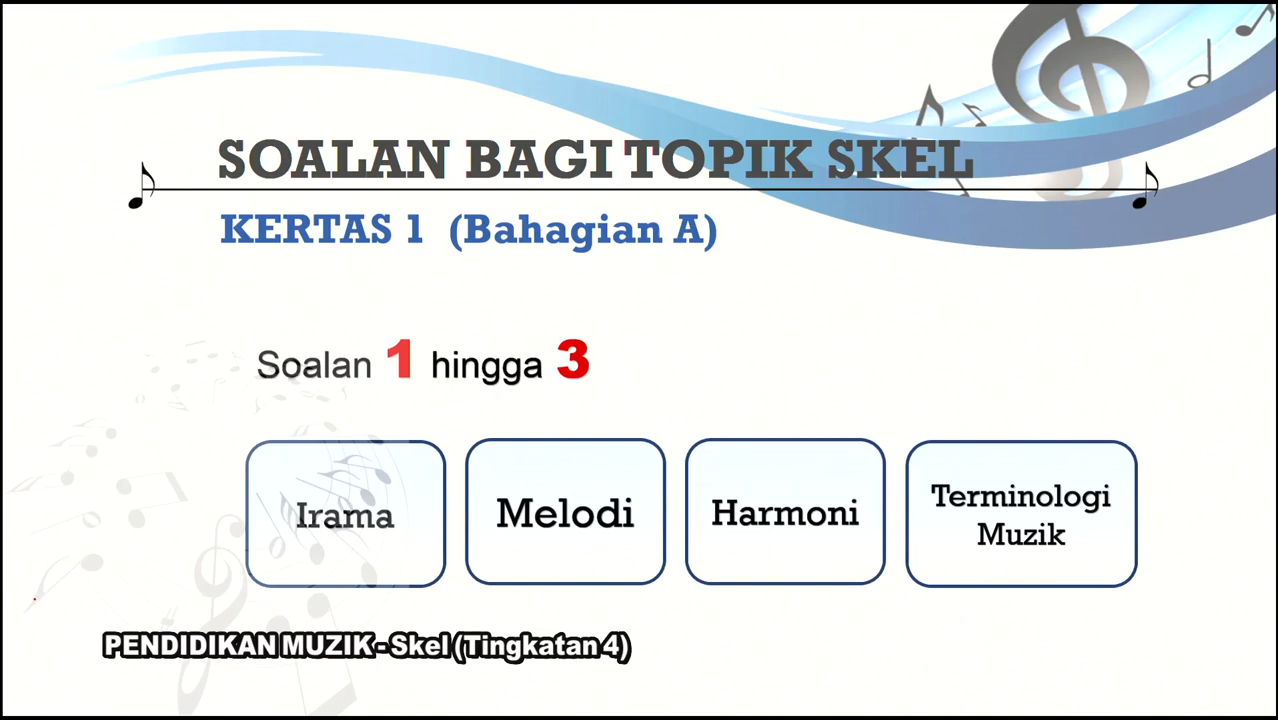 SOALAN BAGI TOPIK SKEL
KERTAS 1 (Bahagian A)
Soalan 1 hingga 3
Irama
Melodi
Harmoni
Terminologi
Muzik
PENDIDIKAN MUZIK - Skel (Tingkatan 4)